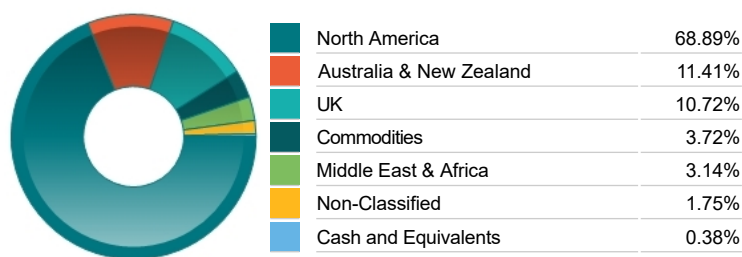 North America 68.89%
Australia & New Zealand 11.41%
UK 10.72%
Commodities 3.72%
Middle East & Africa 3.14%
Non-Classified 1.75%
Cash and Equivalents 0.38%